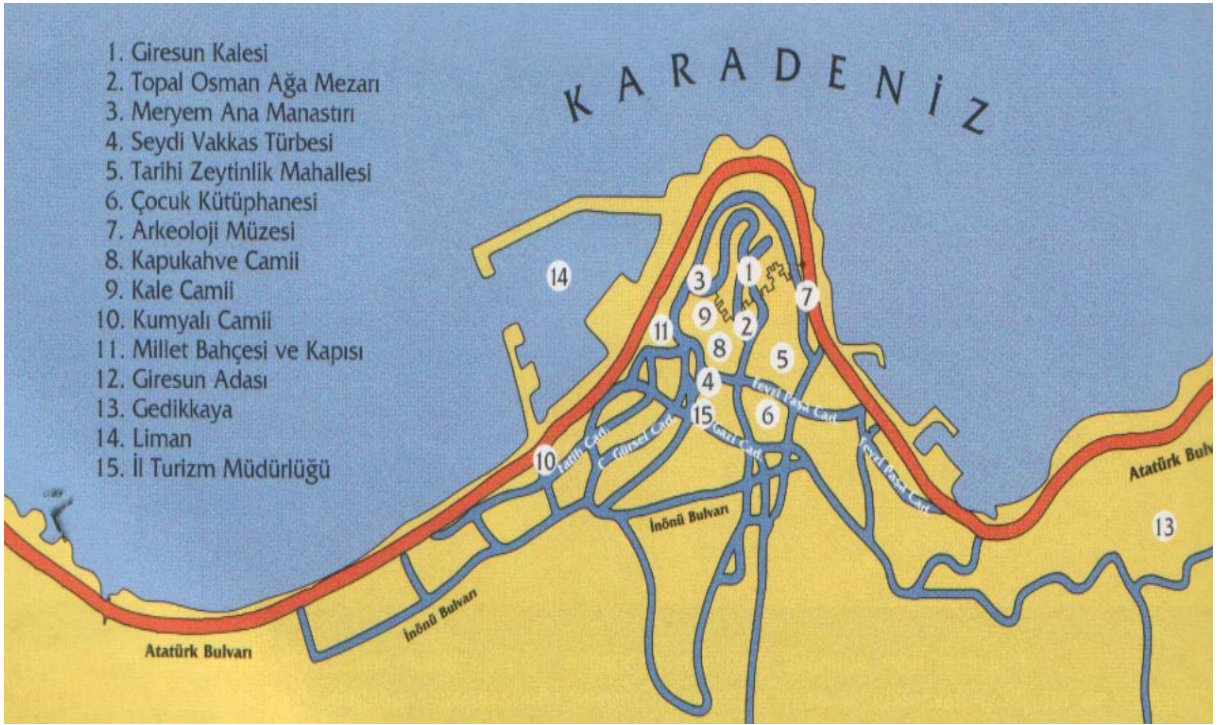 1. Giresun Kalesi
2. Topal Osman Ağa Mezarı
3. Meryem Ana Manastırı
4. Seydi Vakkas Türbesi
5. Tarihi Zeytinlik Mahallesi
6. Çocuk Kütüphanesi
7. Arkeoloji Müzesi
8. Kapukahve Camii
9. Kale Camii
10. Kumyalı Camii
11. Millet Bahçesi ve Kapısı
12. Giresun Adası
13. Gedikkaya
14. Liman
15. İl Turizm Müdürlüğü
KARADENİZ
14
3
1
7
9
2
11
8
5
4
Fevzi Paşa Cad.
15
6
Gazi Cad.
10
Fatih Cad.
C. Gürsel Cad.
Fevzi Paşa Cad.
Atatürk Bulv
İnönü Bulvarı
13
İnönü Bulvarı
Atatürk Bulvarı